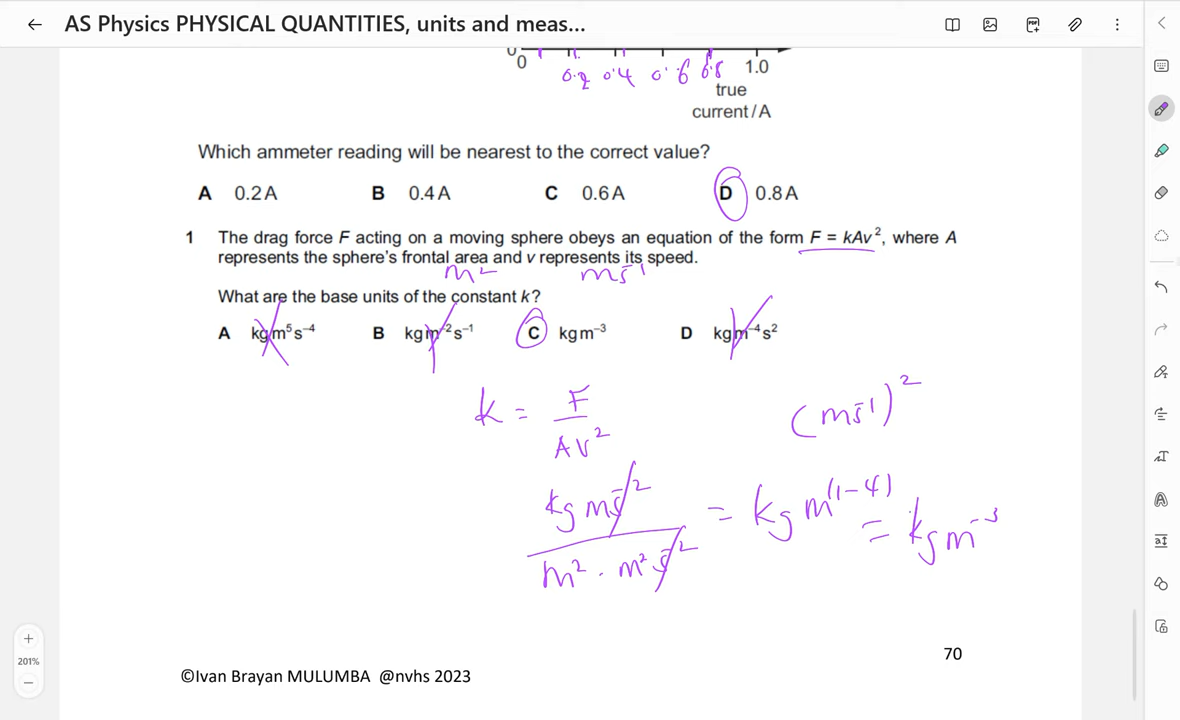 AS Physics PHYSICAL QUANTITIES, units and meas...
0
0
0.2 0.4 0.6 0.8 1.0
true
current/A
Which ammeter reading will be nearest to the correct value?
A 0.2A B 0.4A C 0.6A D 0.8A
1 The drag force F acting on a moving sphere obeys an equation of the form F = kAv², where A
represents the sphere's frontal area and v represents its speed.
m² ms⁻¹
What are the base units of the constant k?
A kg m⁵ s⁻⁴ B kg m⁻² s⁻¹ C kg m⁻³ D kg m⁻⁴ s²
k = F / Av²
(ms⁻¹)²
kg m s⁻² / m² · m² s⁻² = kg m⁽¹⁻⁴⁾
= kg m⁻³
70
201%
©Ivan Brayan MULUMBA @nvhs 2023